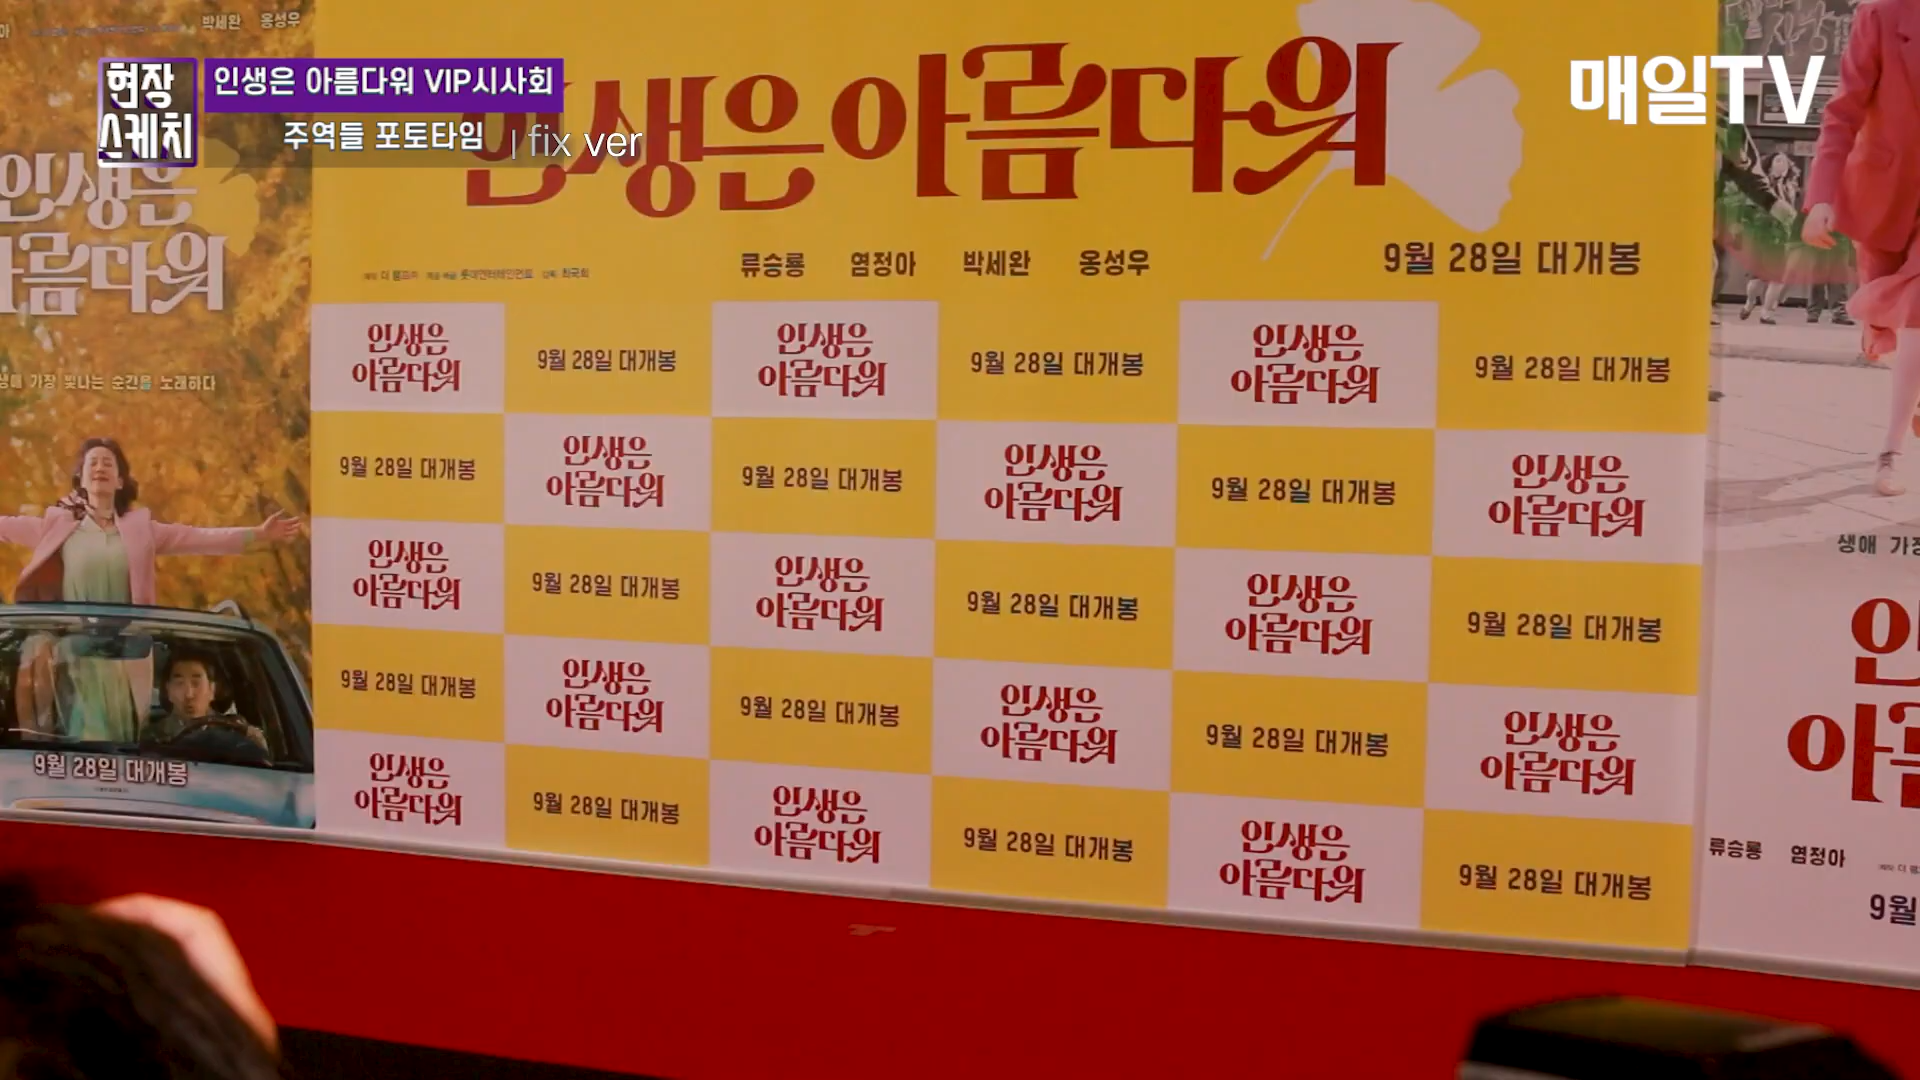 박세완 옹성우
현장
스케치
인생은 아름다워 VIP시사회
주역들 포토타임 | fix ver
매일TV
인생은 아름다워
인생은
아름다워
류승룡 염정아 박세완 옹성우
9월 28일 대개봉
생애 가장 빛나는 순간을 노래하다
9월 28일 대개봉
인생은
아름다워
9월 28일 대개봉
인생은
아름다워
9월 28일 대개봉
인생은
아름다워
9월 28일 대개봉
9월 28일 대개봉
인생은
아름다워
9월 28일 대개봉
인생은
아름다워
9월 28일 대개봉
인생은
아름다워
인생은
아름다워
9월 28일 대개봉
인생은
아름다워
9월 28일 대개봉
인생은
아름다워
9월 28일 대개봉
9월 28일 대개봉
인생은
아름다워
9월 28일 대개봉
인생은
아름다워
9월 28일 대개봉
인생은
아름다워
인생은
아름다워
9월 28일 대개봉
인생은
아름다워
9월 28일 대개봉
인생은
아름다워
9월 28일 대개봉
생애 가장
인
아
류승룡 염정아
9월